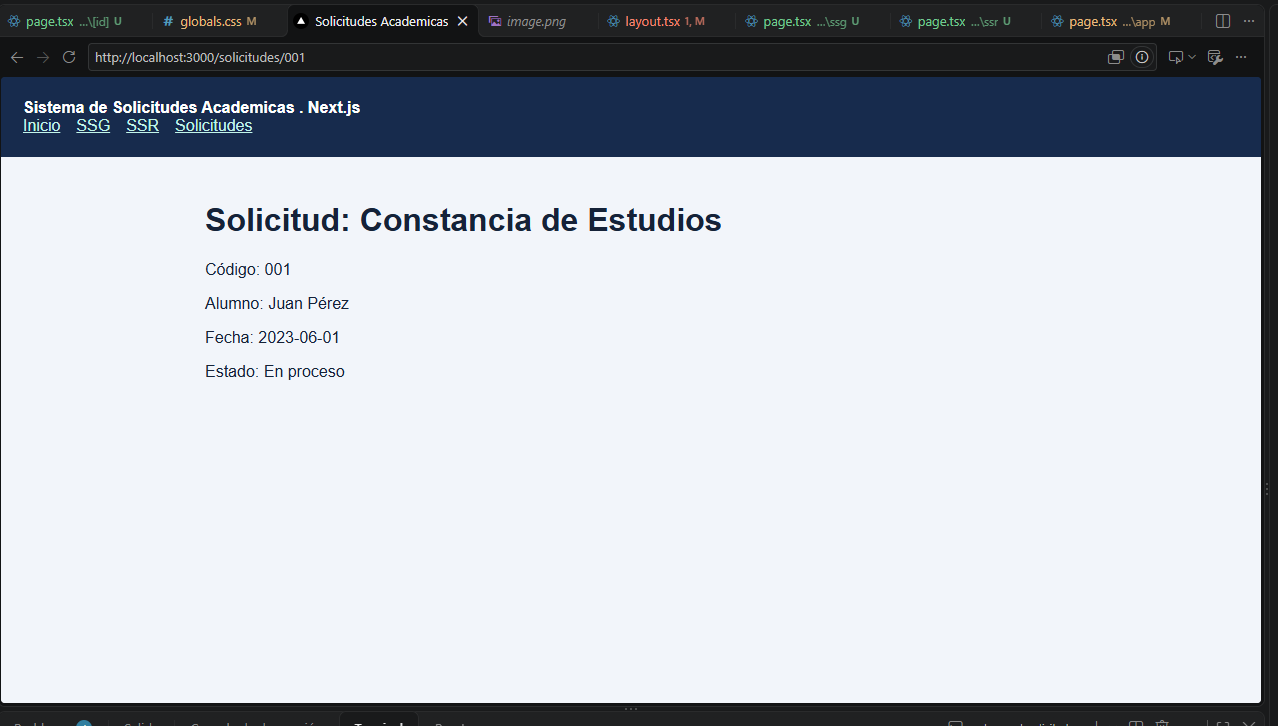 page.tsx ...\[id] U # globals.css M Solicitudes Academicas image.png layout.tsx 1, M page.tsx ...\ssg U page.tsx ...\ssr U page.tsx ...\app M
http://localhost:3000/solicitudes/001
Sistema de Solicitudes Academicas . Next.js
Inicio SSG SSR Solicitudes
Solicitud: Constancia de Estudios
Código: 001
Alumno: Juan Pérez
Fecha: 2023-06-01
Estado: En proceso